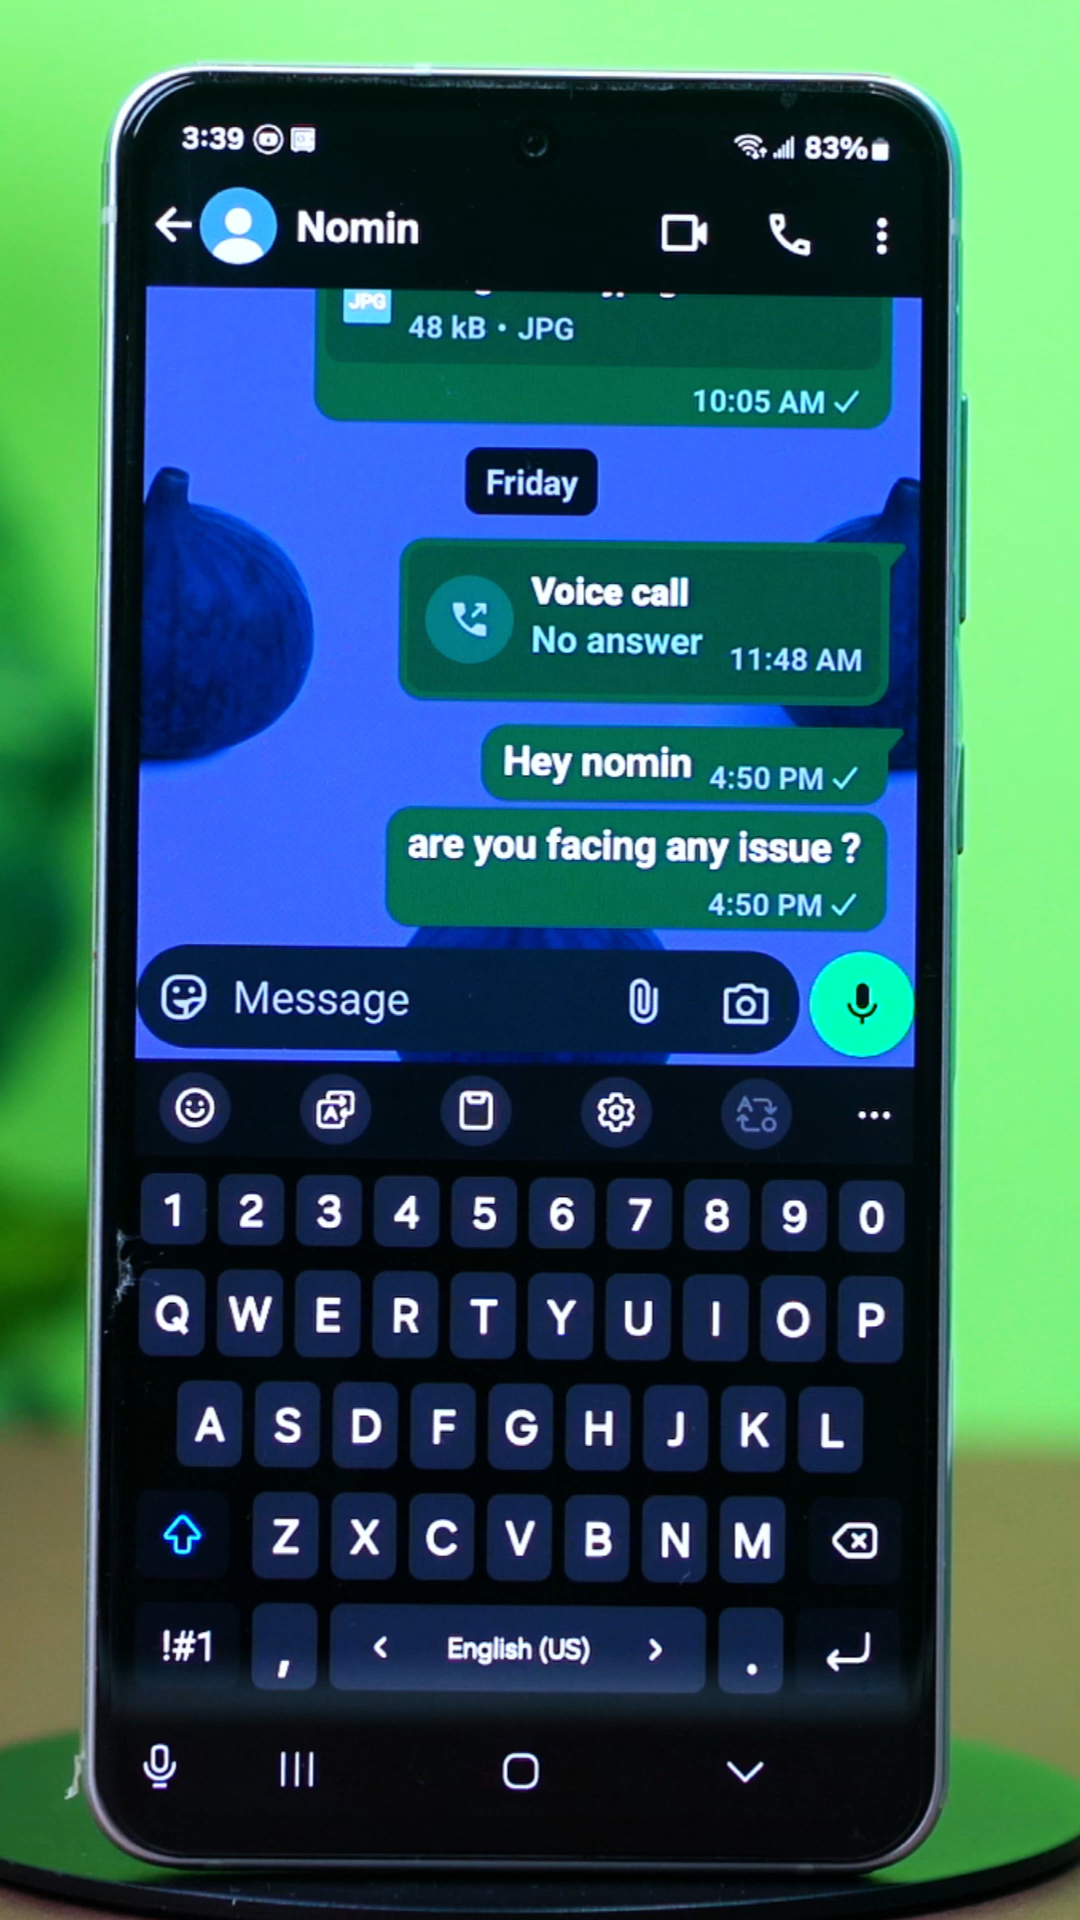 3:39
83%
Nomin
JPG
48 kB • JPG
10:05 AM
Friday
Voice call
No answer
11:48 AM
Hey nomin 4:50 PM
are you facing any issue ?
4:50 PM
Message
1 2 3 4 5 6 7 8 9 0
Q W E R T Y U I O P
A S D F G H J K L
Z X C V B N M
!#1 , < English (US) > .